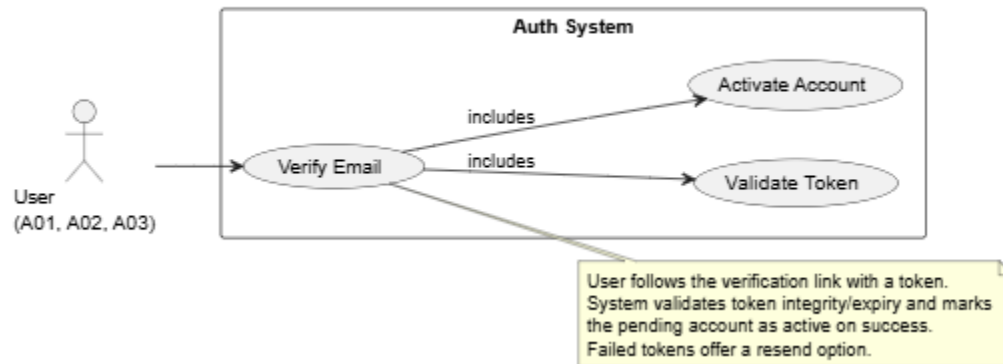 Auth System
Activate Account
includes
Verify Email
includes
Validate Token
User
(A01, A02, A03)
User follows the verification link with a token.
System validates token integrity/expiry and marks
the pending account as active on success.
Failed tokens offer a resend option.